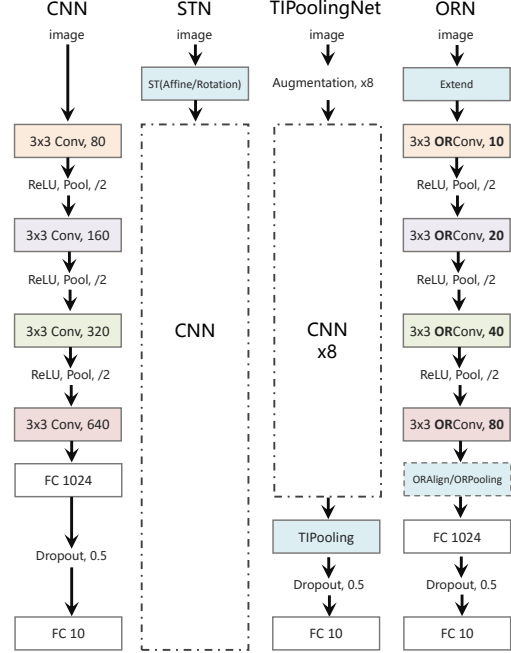 CNN
image
3x3 Conv, 80
ReLU, Pool, /2
3x3 Conv, 160
ReLU, Pool, /2
3x3 Conv, 320
ReLU, Pool, /2
3x3 Conv, 640
FC 1024
Dropout, 0.5
FC 10
STN
image
ST(Affine/Rotation)
CNN
TIPoolingNet
image
Augmentation, x8
CNN
x8
TIPooling
Dropout, 0.5
FC 10
ORN
image
Extend
3x3 ORConv, 10
ReLU, Pool, /2
3x3 ORConv, 20
ReLU, Pool, /2
3x3 ORConv, 40
ReLU, Pool, /2
3x3 ORConv, 80
ORAlign/ORPooling
FC 1024
Dropout, 0.5
FC 10